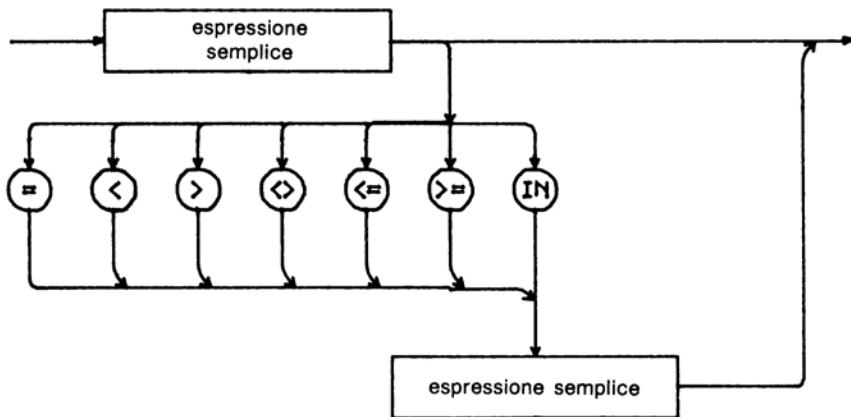 espressione
semplice
= < > <> <= >= IN
espressione semplice